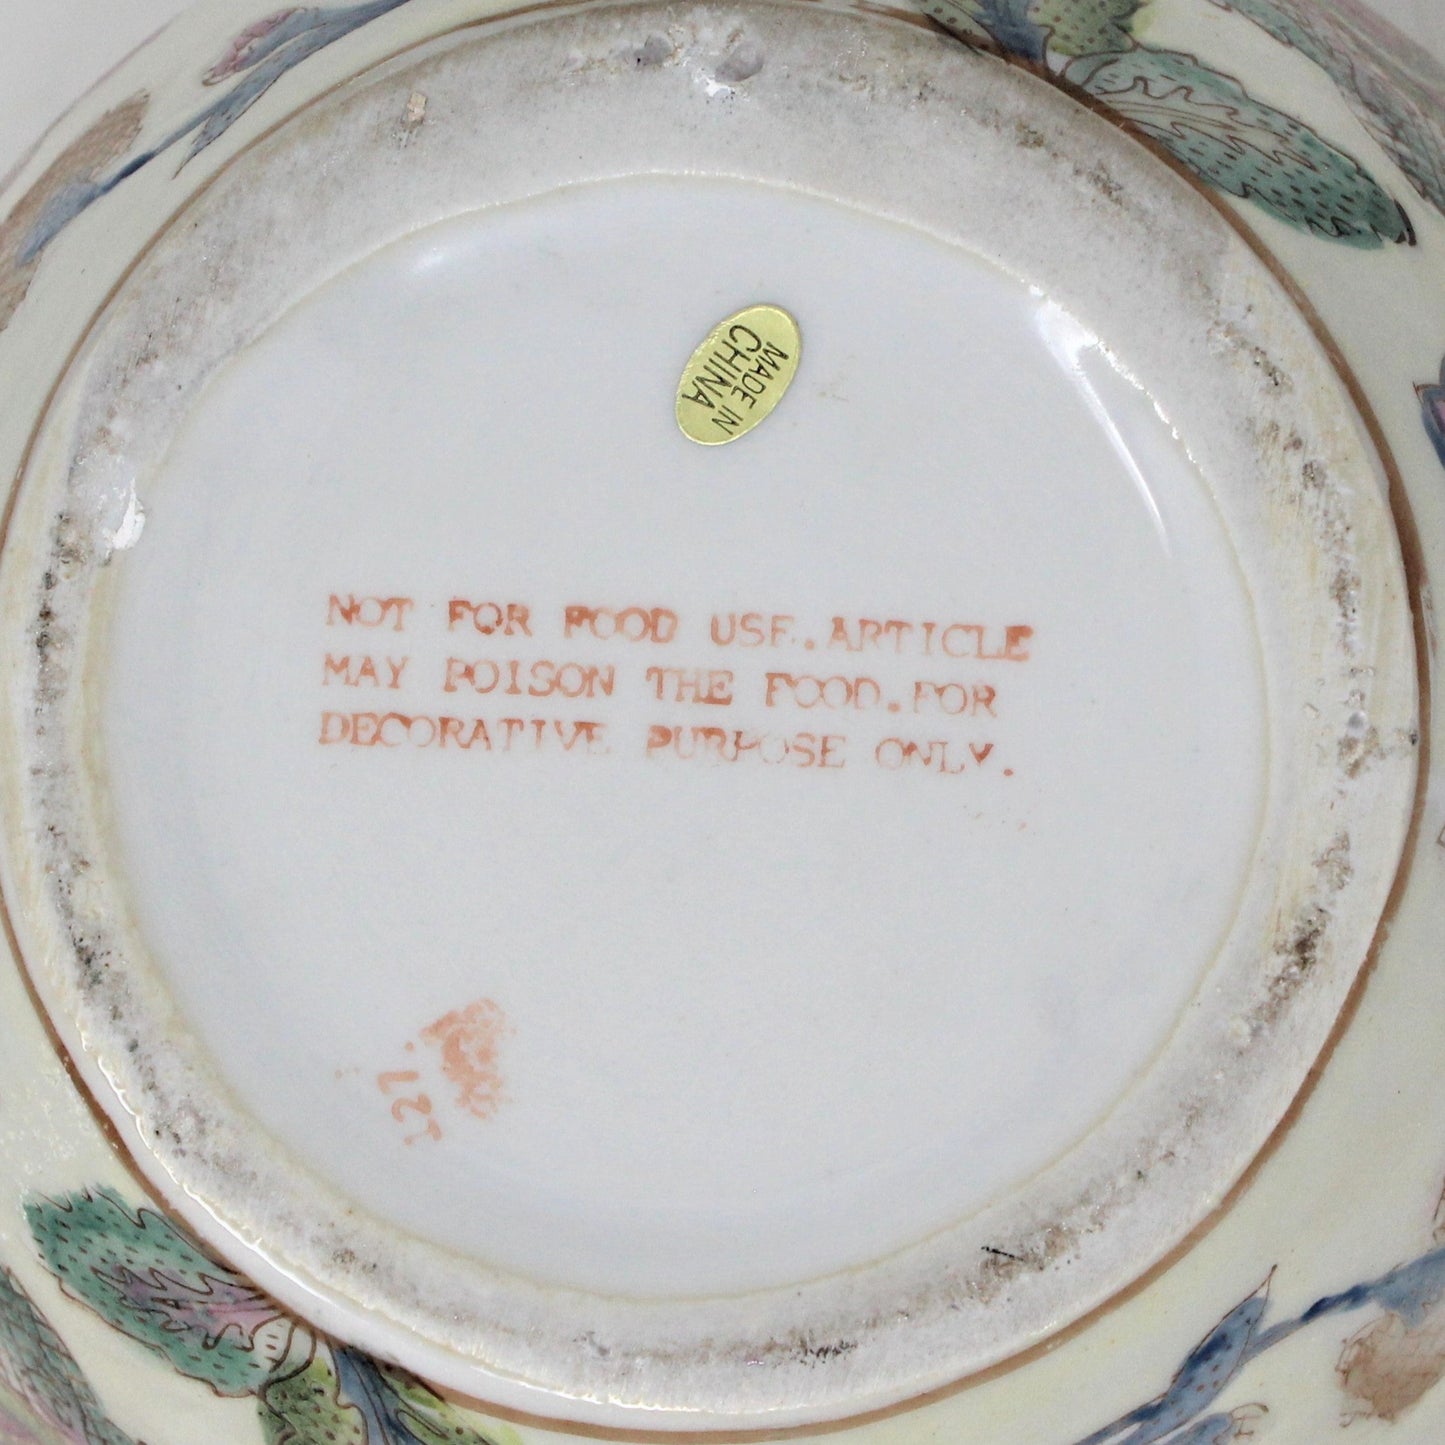 MADE IN
CHINA
NOT FOR FOOD USE.ARTICLE
MAY POISON THE FOOD.FOR
DECORATIVE PURPOSE ONLY.